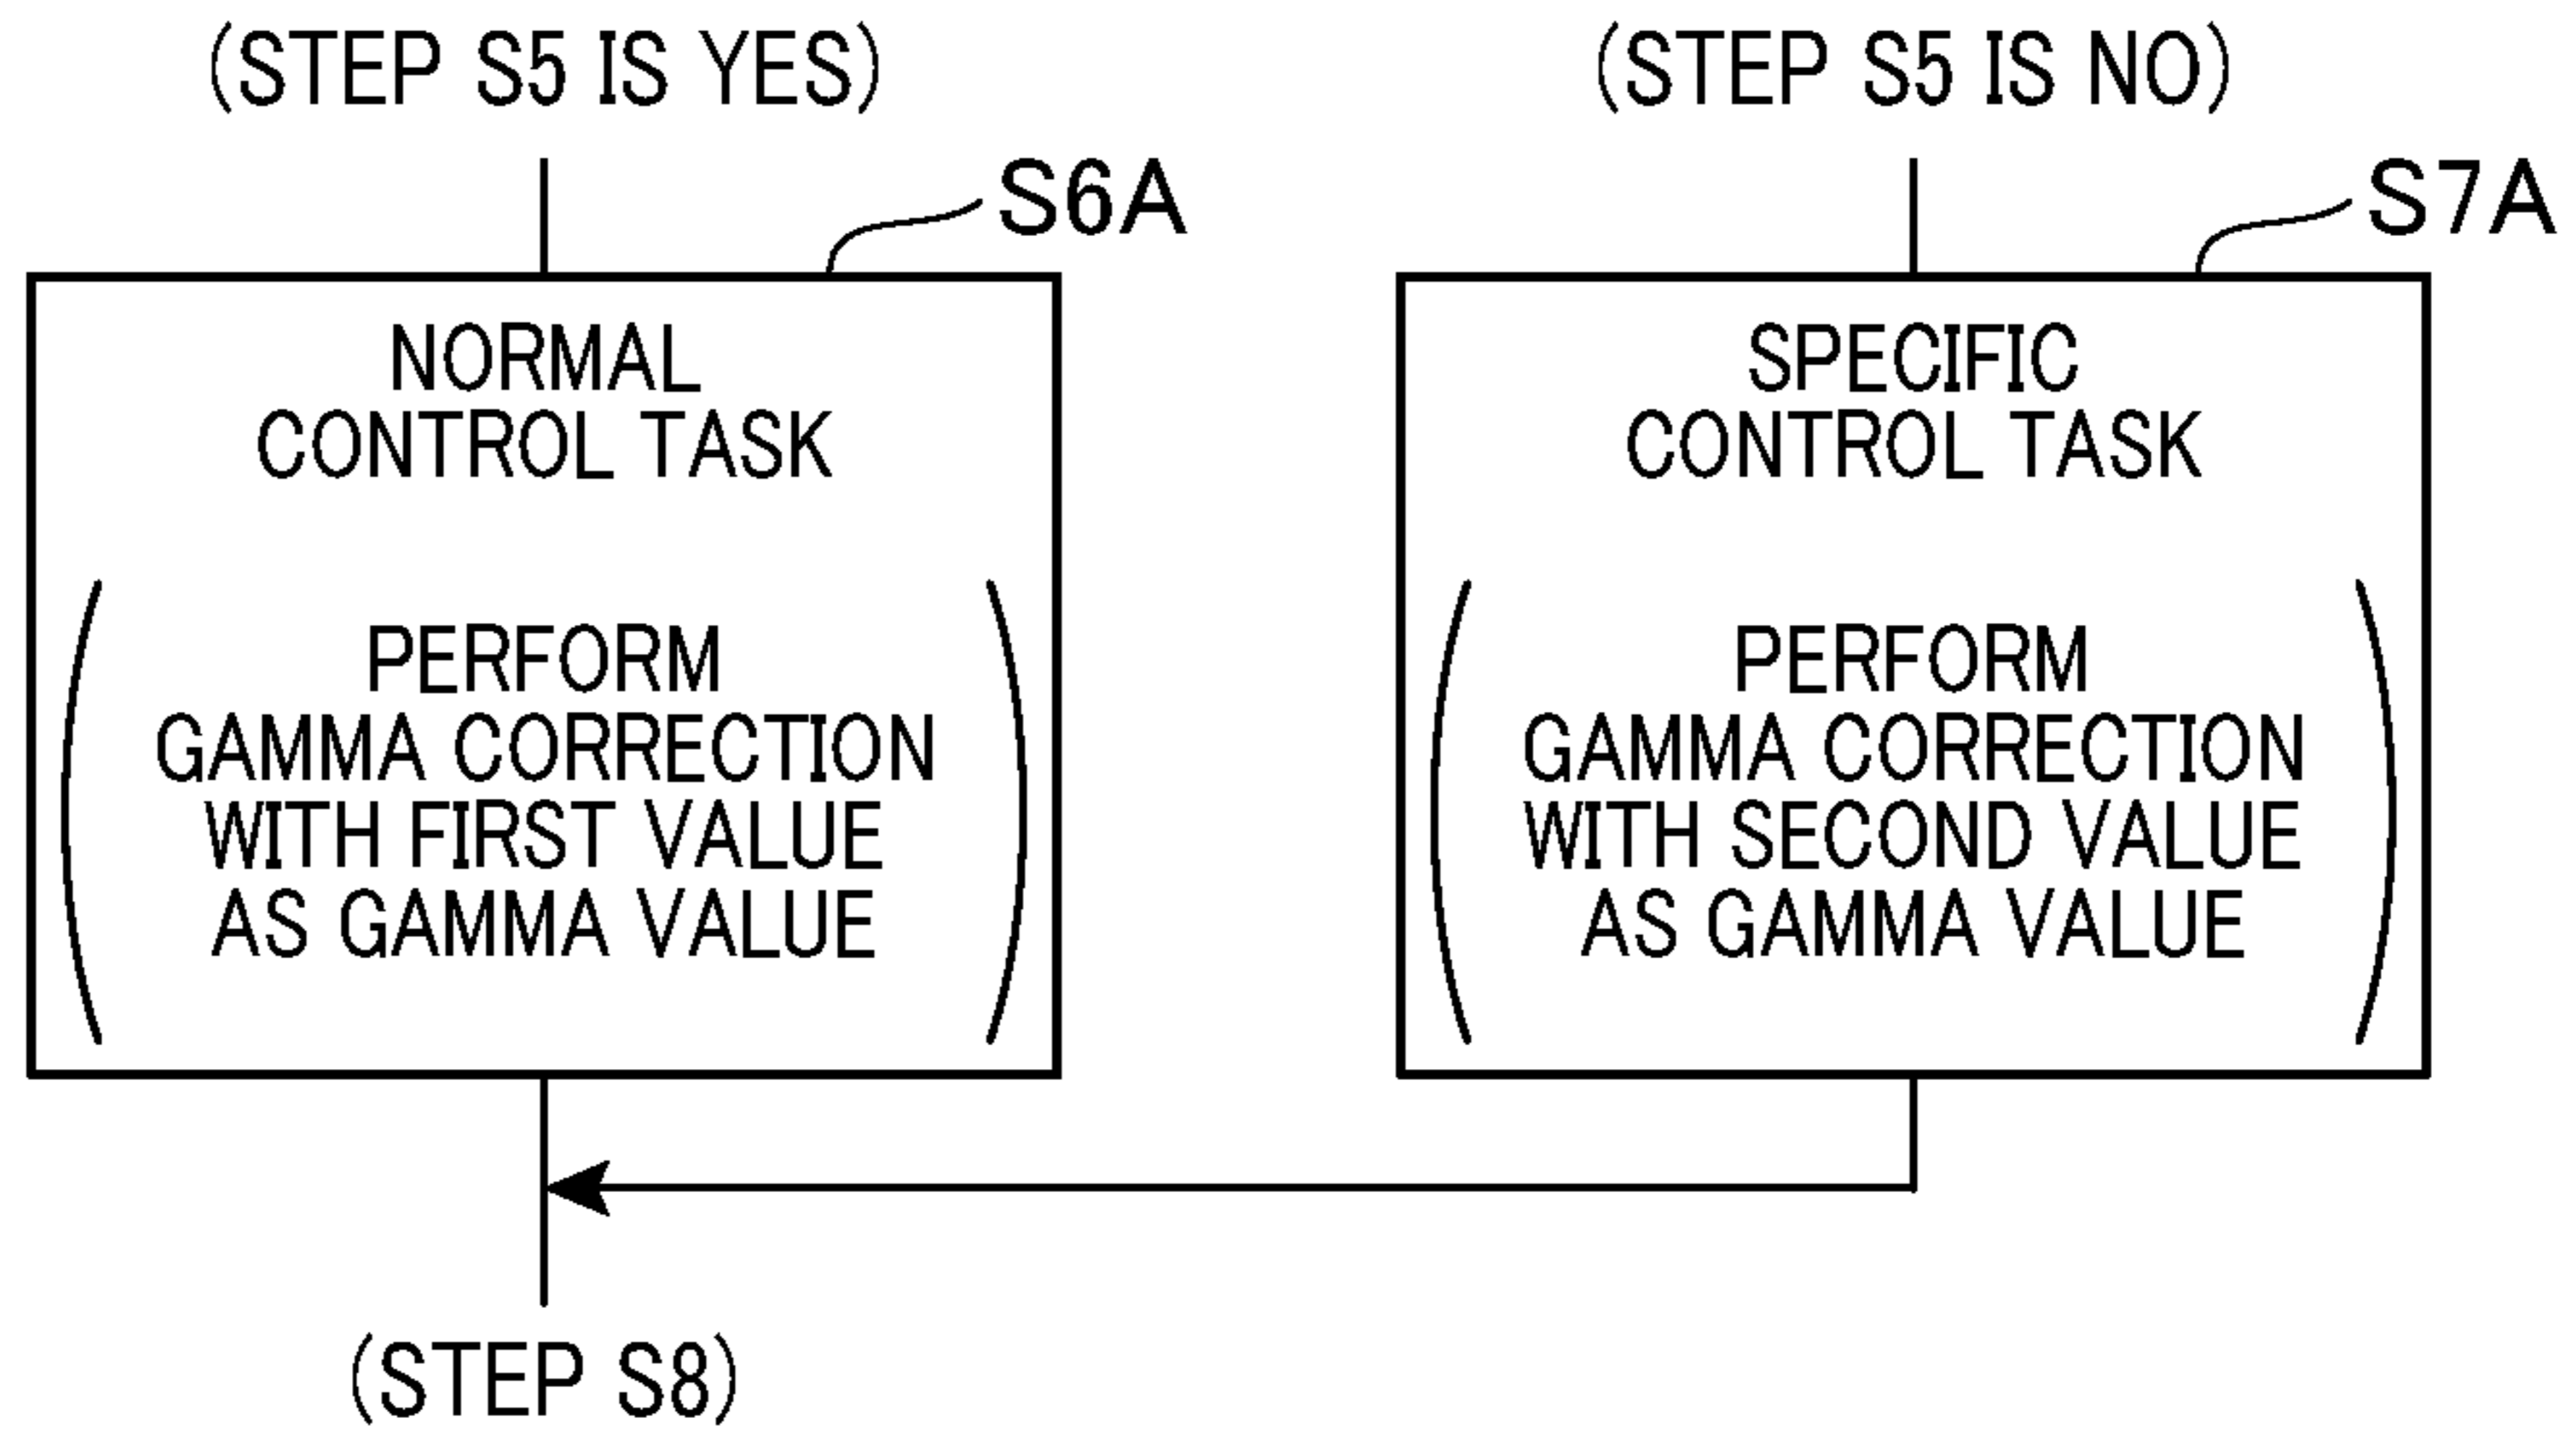 (STEP S5 IS YES)
S6A
NORMAL
CONTROL TASK
PERFORM
GAMMA CORRECTION
WITH FIRST VALUE
AS GAMMA VALUE
(STEP S5 IS NO)
S7A
SPECIFIC
CONTROL TASK
PERFORM
GAMMA CORRECTION
WITH SECOND VALUE
AS GAMMA VALUE
(STEP S8)